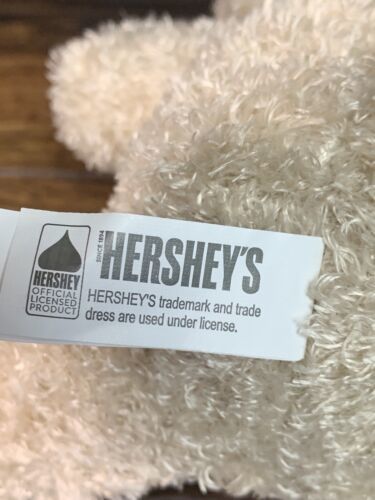 HERSHEY
OFFICIAL
LICENSED
PRODUCT
SINCE 1894
HERSHEY'S
HERSHEY'S trademark and trade
dress are used under license.